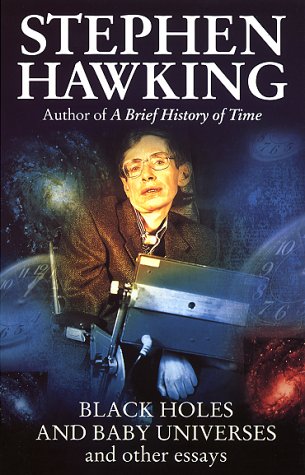 STEPHEN
HAWKING
Author of A Brief History of Time
BLACK HOLES
AND BABY UNIVERSES
and other essays